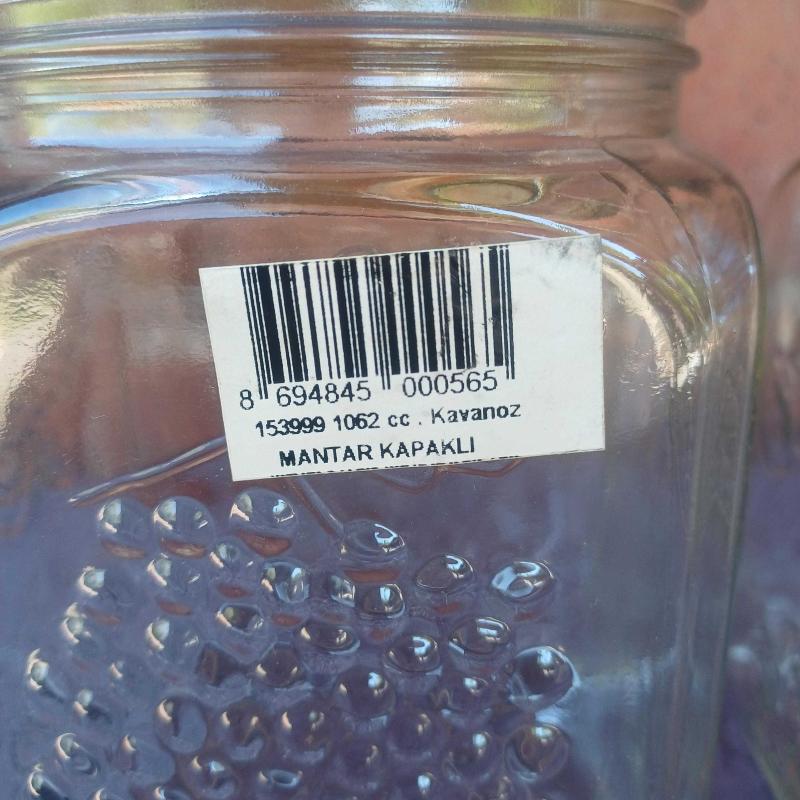 8 694845 000565
153999 1062 cc . Kavanoz
MANTAR KAPAKLI